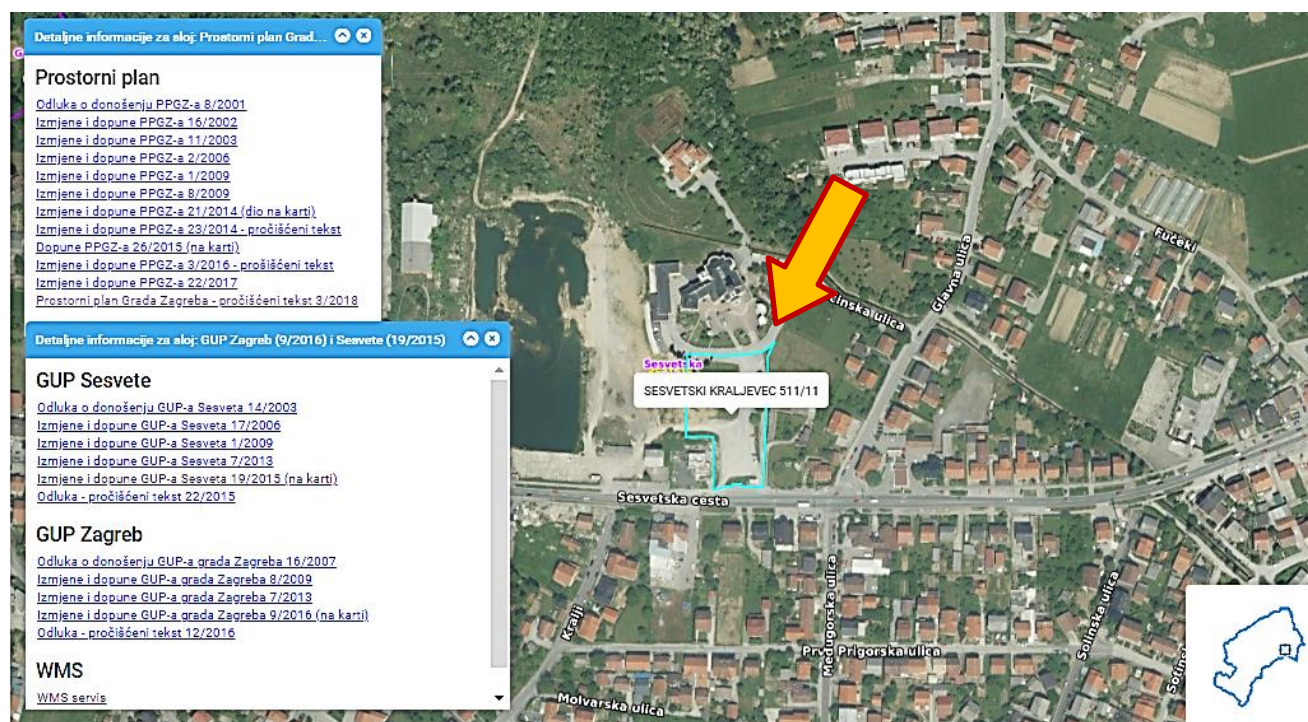 Detaljne informacije za sloj: Prostorni plan Grad...
Prostorni plan
Odluka o donošenju PPGZ-a 8/2001
Izmjene i dopune PPGZ-a 16/2002
Izmjene i dopune PPGZ-a 11/2003
Izmjene i dopune PPGZ-a 2/2006
Izmjene i dopune PPGZ-a 1/2009
Izmjene i dopune PPGZ-a 8/2009
Izmjene i dopune PPGZ-a 21/2014 (dio na karti)
Izmjene i dopune PPGZ-a 23/2014 - pročišćeni tekst
Dopune PPGZ-a 26/2015 (na karti)
Izmjene i dopune PPGZ-a 3/2016 - prošišćeni tekst
Izmjene i dopune PPGZ-a 22/2017
Prostorni plan Grada Zagreba - pročišćeni tekst 3/2018
Detaljne informacije za sloj: GUP Zagreb (9/2016) i Sesvete (19/2015)
GUP Sesvete
Odluka o donošenju GUP-a Sesveta 14/2003
Izmjene i dopune GUP-a Sesveta 17/2006
Izmjene i dopune GUP-a Sesveta 1/2009
Izmjene i dopune GUP-a Sesveta 7/2013
Izmjene i dopune GUP-a Sesveta 19/2015 (na karti)
Odluka - pročišćeni tekst 22/2015
GUP Zagreb
Odluka o donošenju GUP-a grada Zagreba 16/2007
Izmjene i dopune GUP-a grada Zagreba 8/2009
Izmjene i dopune GUP-a grada Zagreba 7/2013
Izmjene i dopune GUP-a grada Zagreba 9/2016 (na karti)
Odluka - pročišćeni tekst 12/2016
WMS
WMS servis
Fučeki
Glavna ulica
inska ulica
Sesvetska
SESVETSKI KRALJEVEC 511/11
Sesvetska cesta
Kralji
Međugorska ulica
Solinska ulica
Prva Prigorska ulica
Molvarska ulica